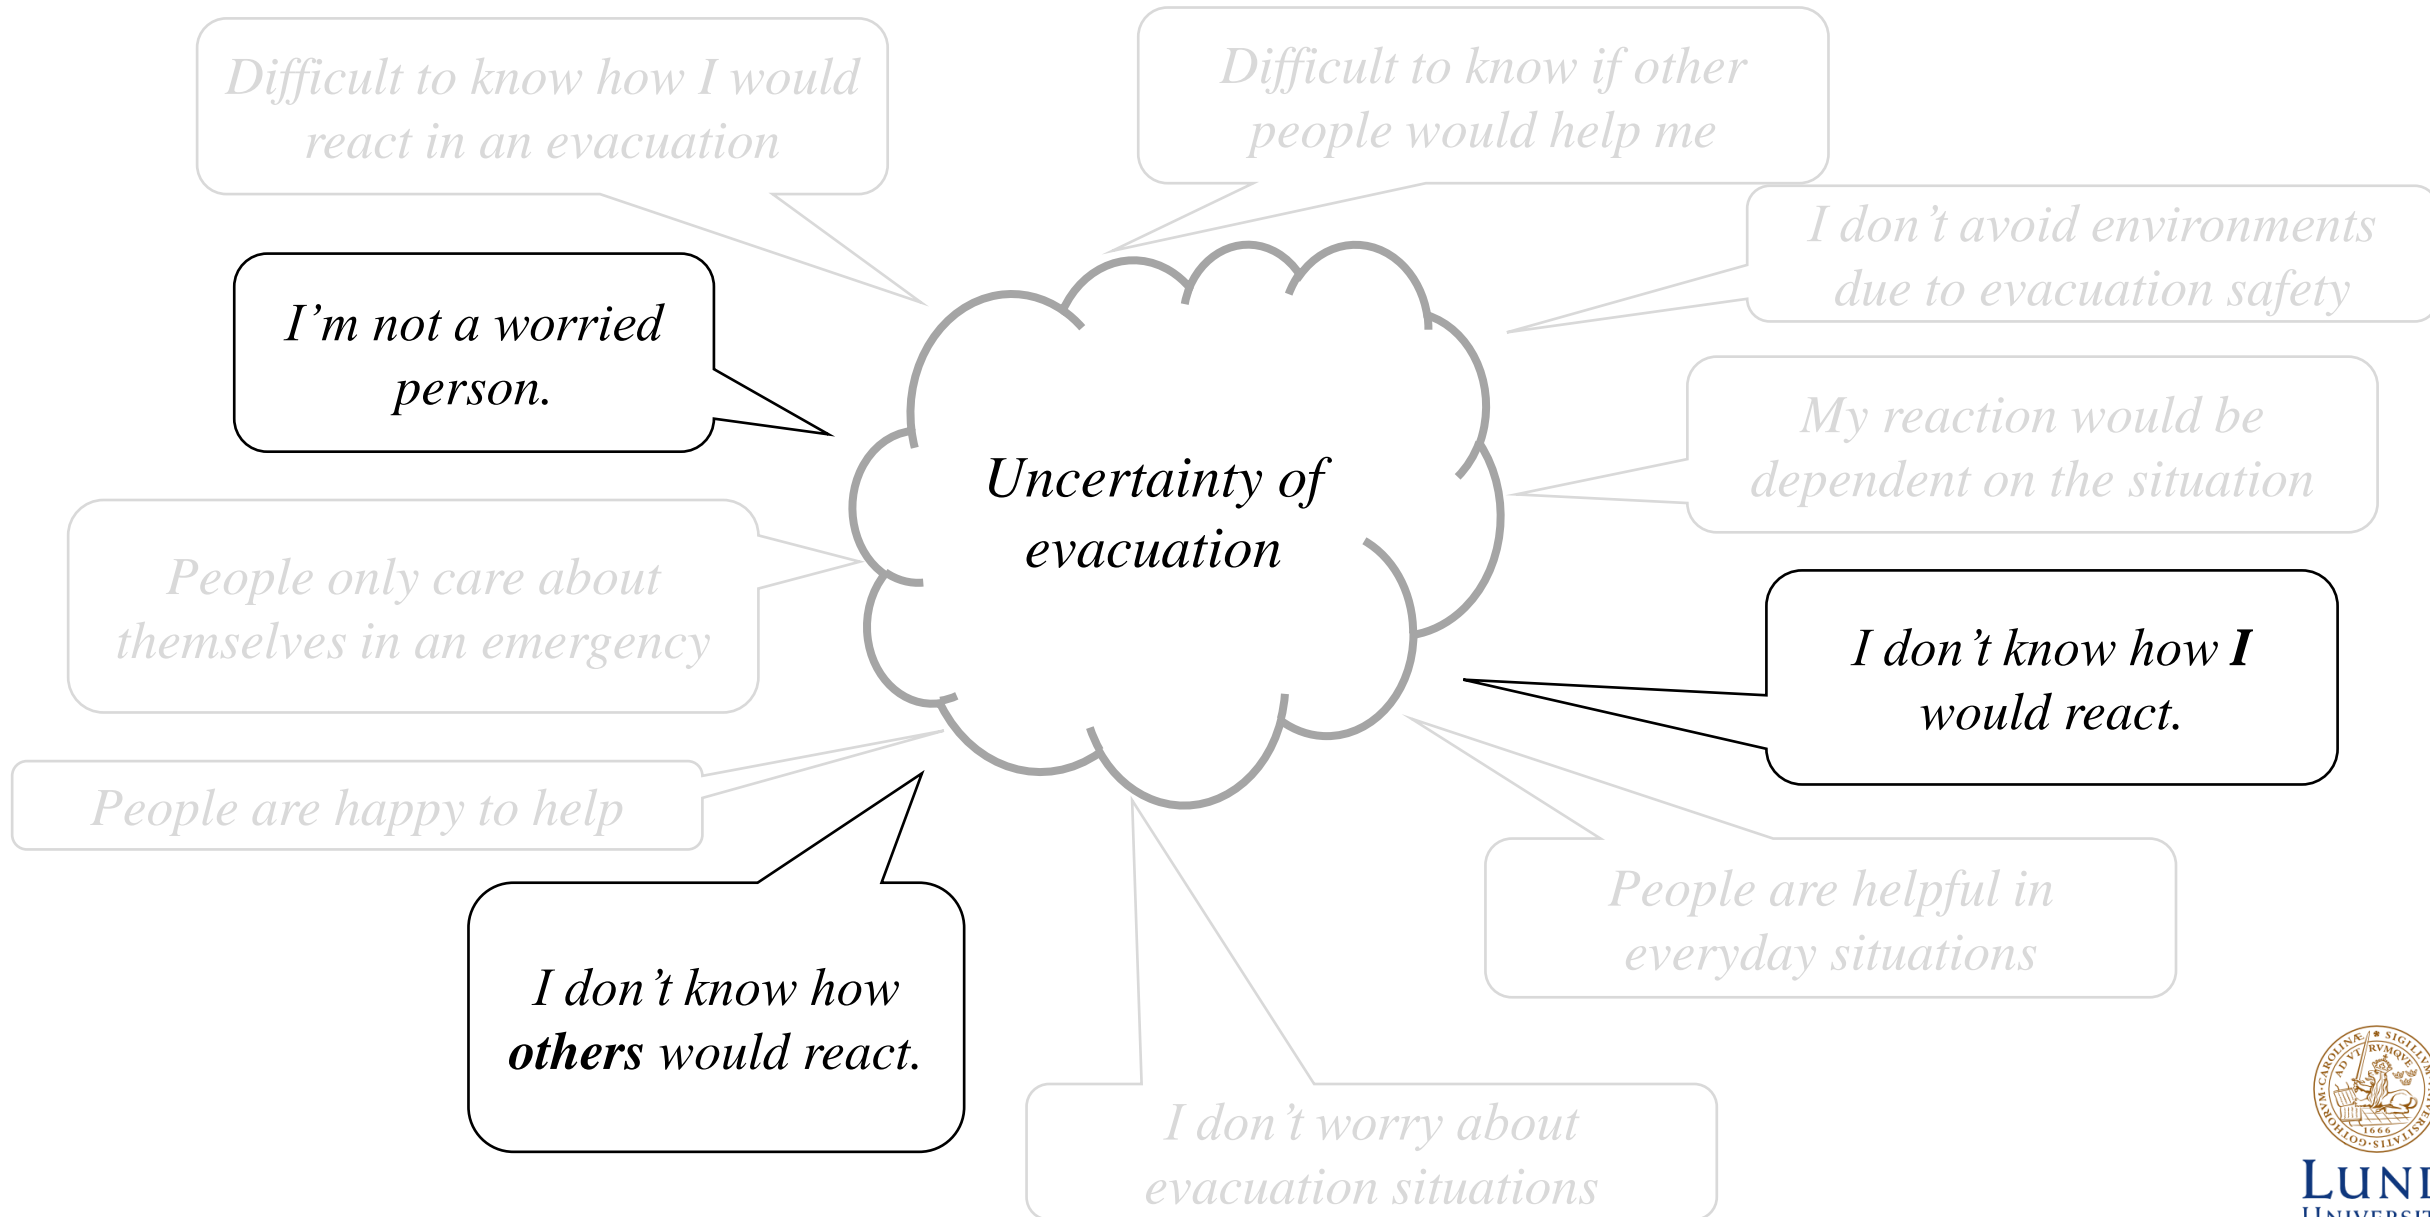 Difficult to know how I would
react in an evacuation
Difficult to know if other
people would help me
I don't avoid environments
due to evacuation safety
I'm not a worried
person.
My reaction would be
dependent on the situation
Uncertainty of
evacuation
People only care about
themselves in an emergency
I don't know how I
would react.
People are happy to help
People are helpful in
everyday situations
I don't know how
others would react.
I don't worry about
evacuation situations
1666